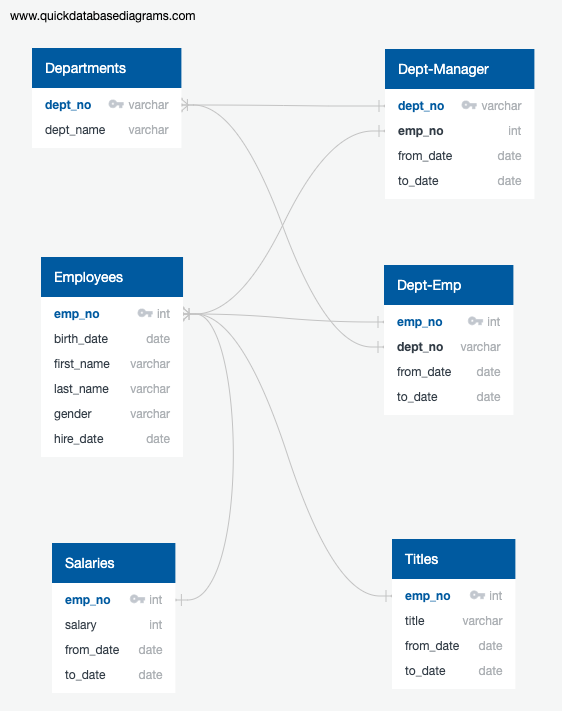 www.quickdatabasediagrams.com
Departments
dept_no varchar
dept_name varchar
Dept-Manager
dept_no varchar
emp_no int
from_date date
to_date date
Employees
emp_no int
birth_date date
first_name varchar
last_name varchar
gender varchar
hire_date date
Dept-Emp
emp_no int
dept_no varchar
from_date date
to_date date
Salaries
emp_no int
salary int
from_date date
to_date date
Titles
emp_no int
title varchar
from_date date
to_date date